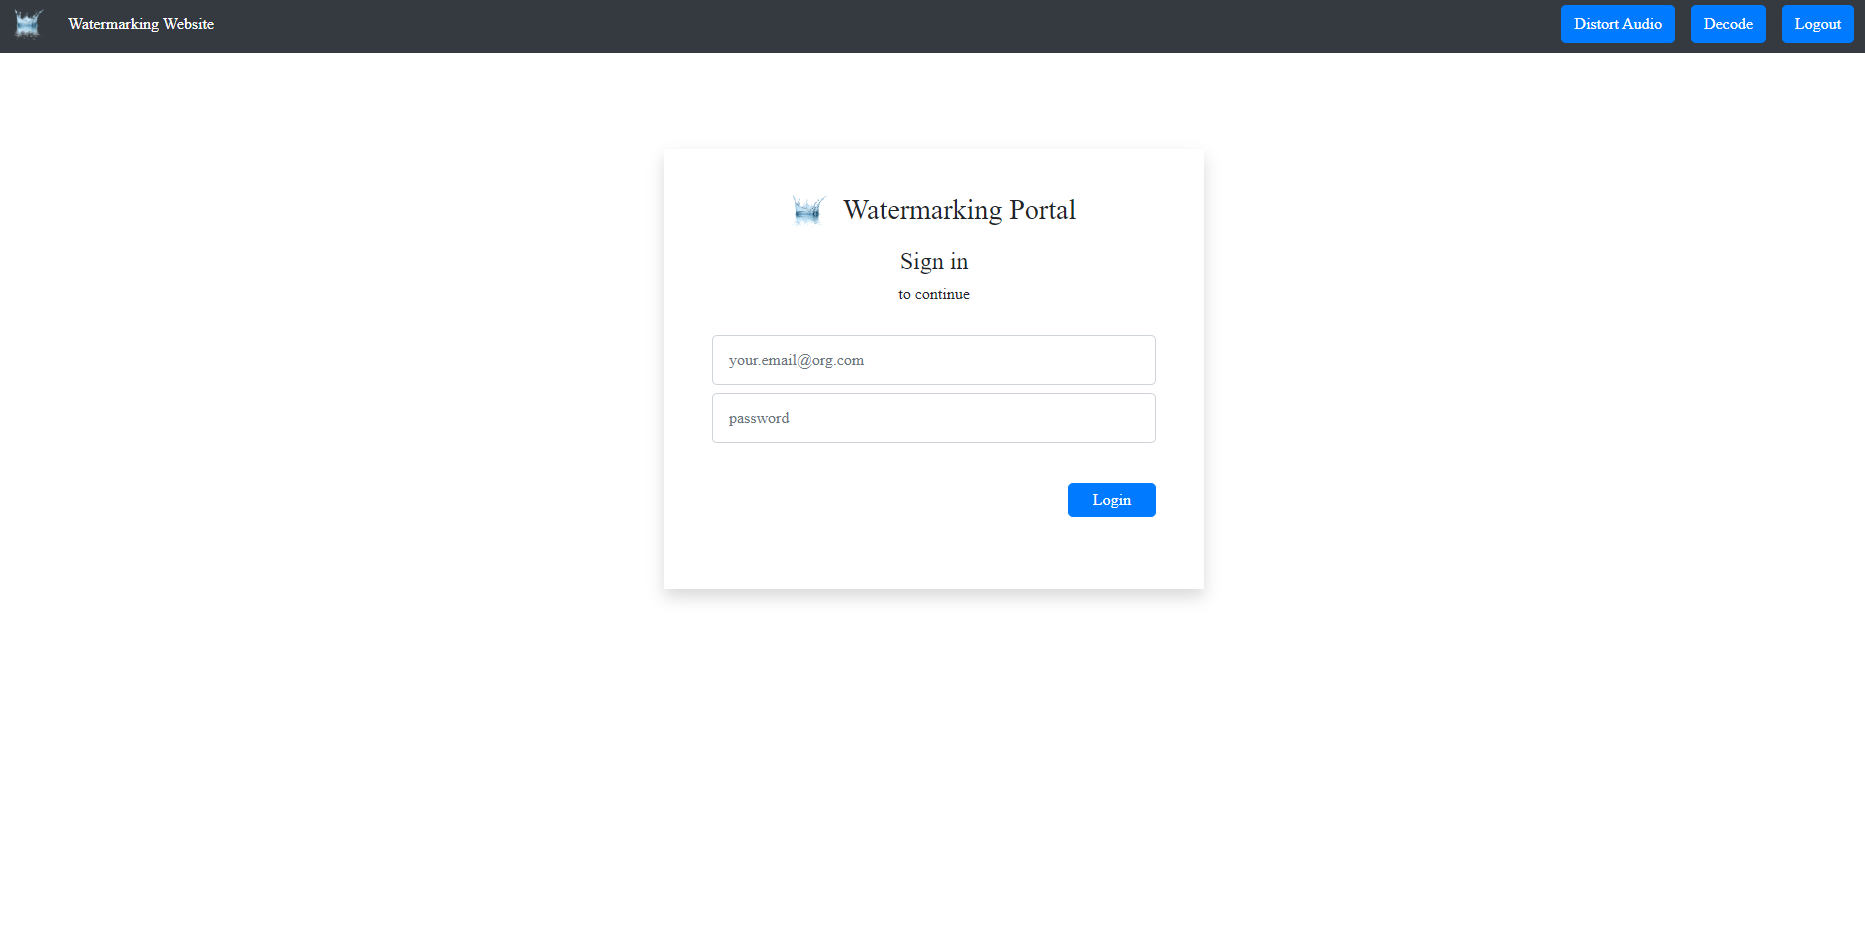 Watermarking Website
Distort Audio
Decode
Logout
Watermarking Portal
Sign in
to continue
your.email@org.com
password
Login